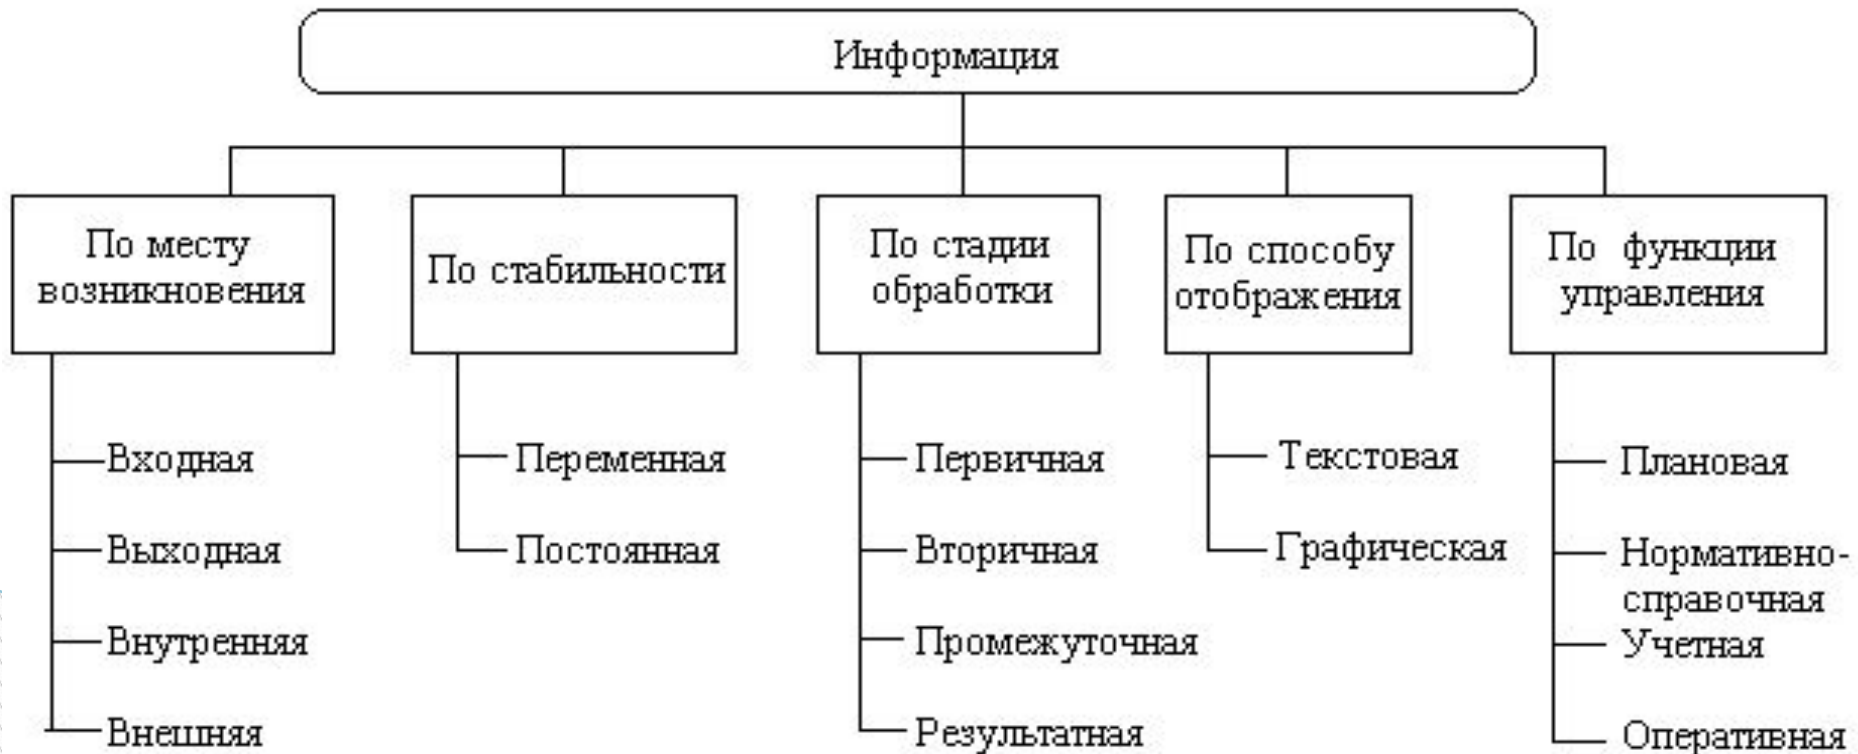 Информация
По месту
возникновения
Входная
Выходная
Внутренняя
Внешняя
По стабильности
Переменная
Постоянная
По стадии
обработки
Первичная
Вторичная
Промежуточная
Результатная
По способу
отображения
Текстовая
Графическая
По функции
управления
Плановая
Нормативно-
справочная
Учетная
Оперативная